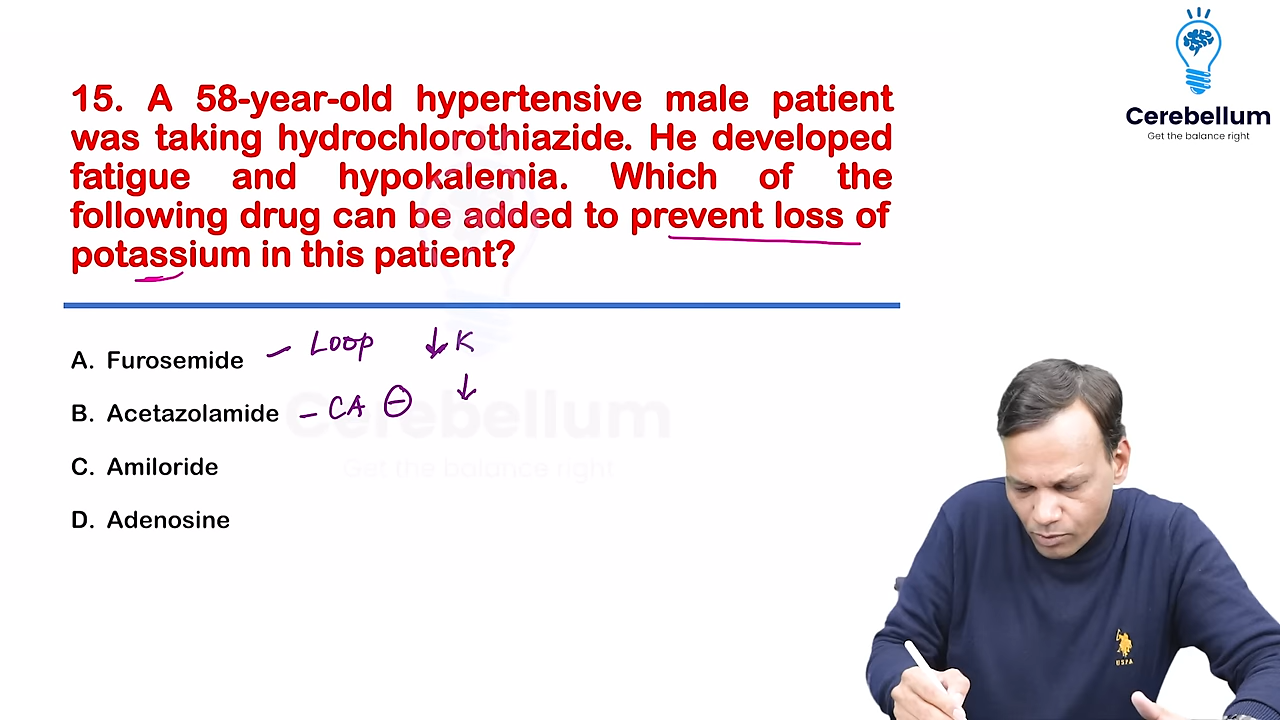 Cerebellum
Get the balance right
15. A 58-year-old hypertensive male patient
was taking hydrochlorothiazide. He developed
fatigue and hypokalemia. Which of the
following drug can be added to prevent loss of
potassium in this patient?
A. Furosemide – Loop ↓ K
B. Acetazolamide – CA ⊖ ↓
C. Amiloride
D. Adenosine
Cerebellum
Get the balance right
USPA